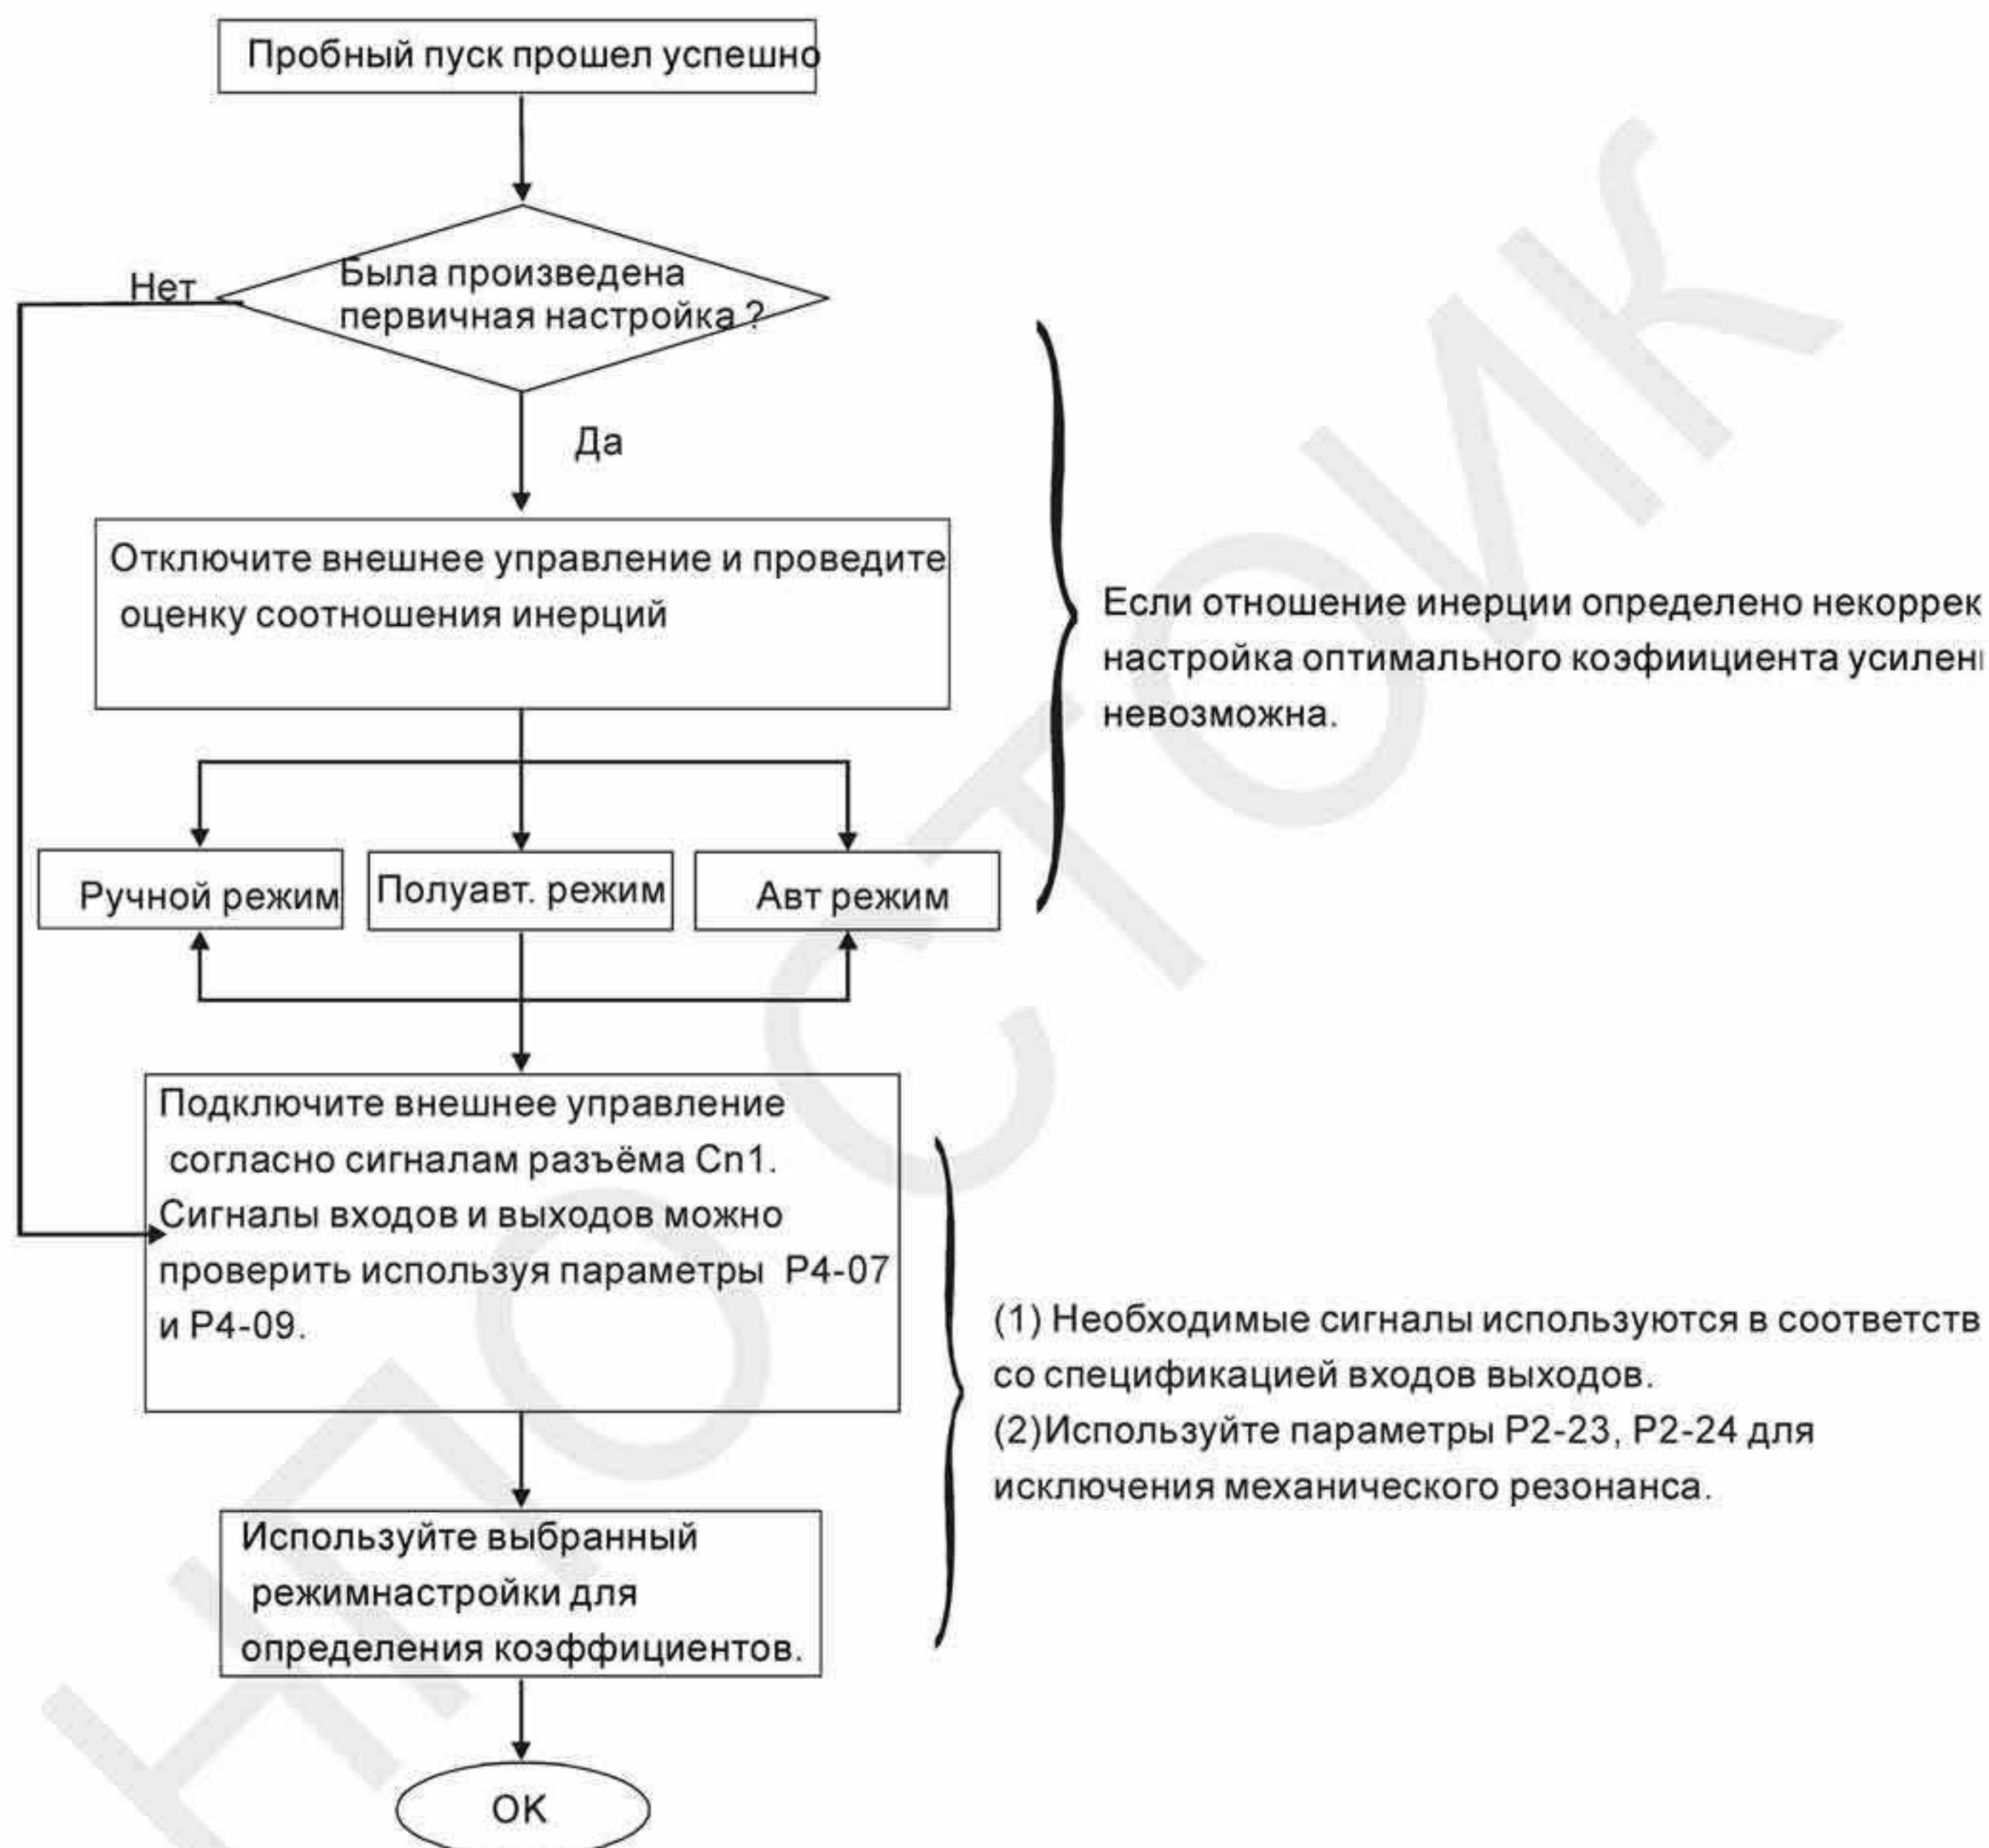 Пробный пуск прошел успешно
Нет
Была произведена
первичная настройка ?
Да
Отключите внешнее управление и проведите
оценку соотношения инерций
Если отношение инерции определено некоррек
настройка оптимального коэфиициента усилен
невозможна.
Ручной режим
Полуавт. режим
Авт режим
Подключите внешнее управление
согласно сигналам разъёма Cn1.
Сигналы входов и выходов можно
проверить используя параметры P4-07
и P4-09.
(1) Необходимые сигналы используются в соответств
со спецификацией входов выходов.
(2)Используйте параметры P2-23, P2-24 для
исключения механического резонанса.
Используйте выбранный
режимнастройки для
определения коэффициентов.
OK
НПО СТОИК